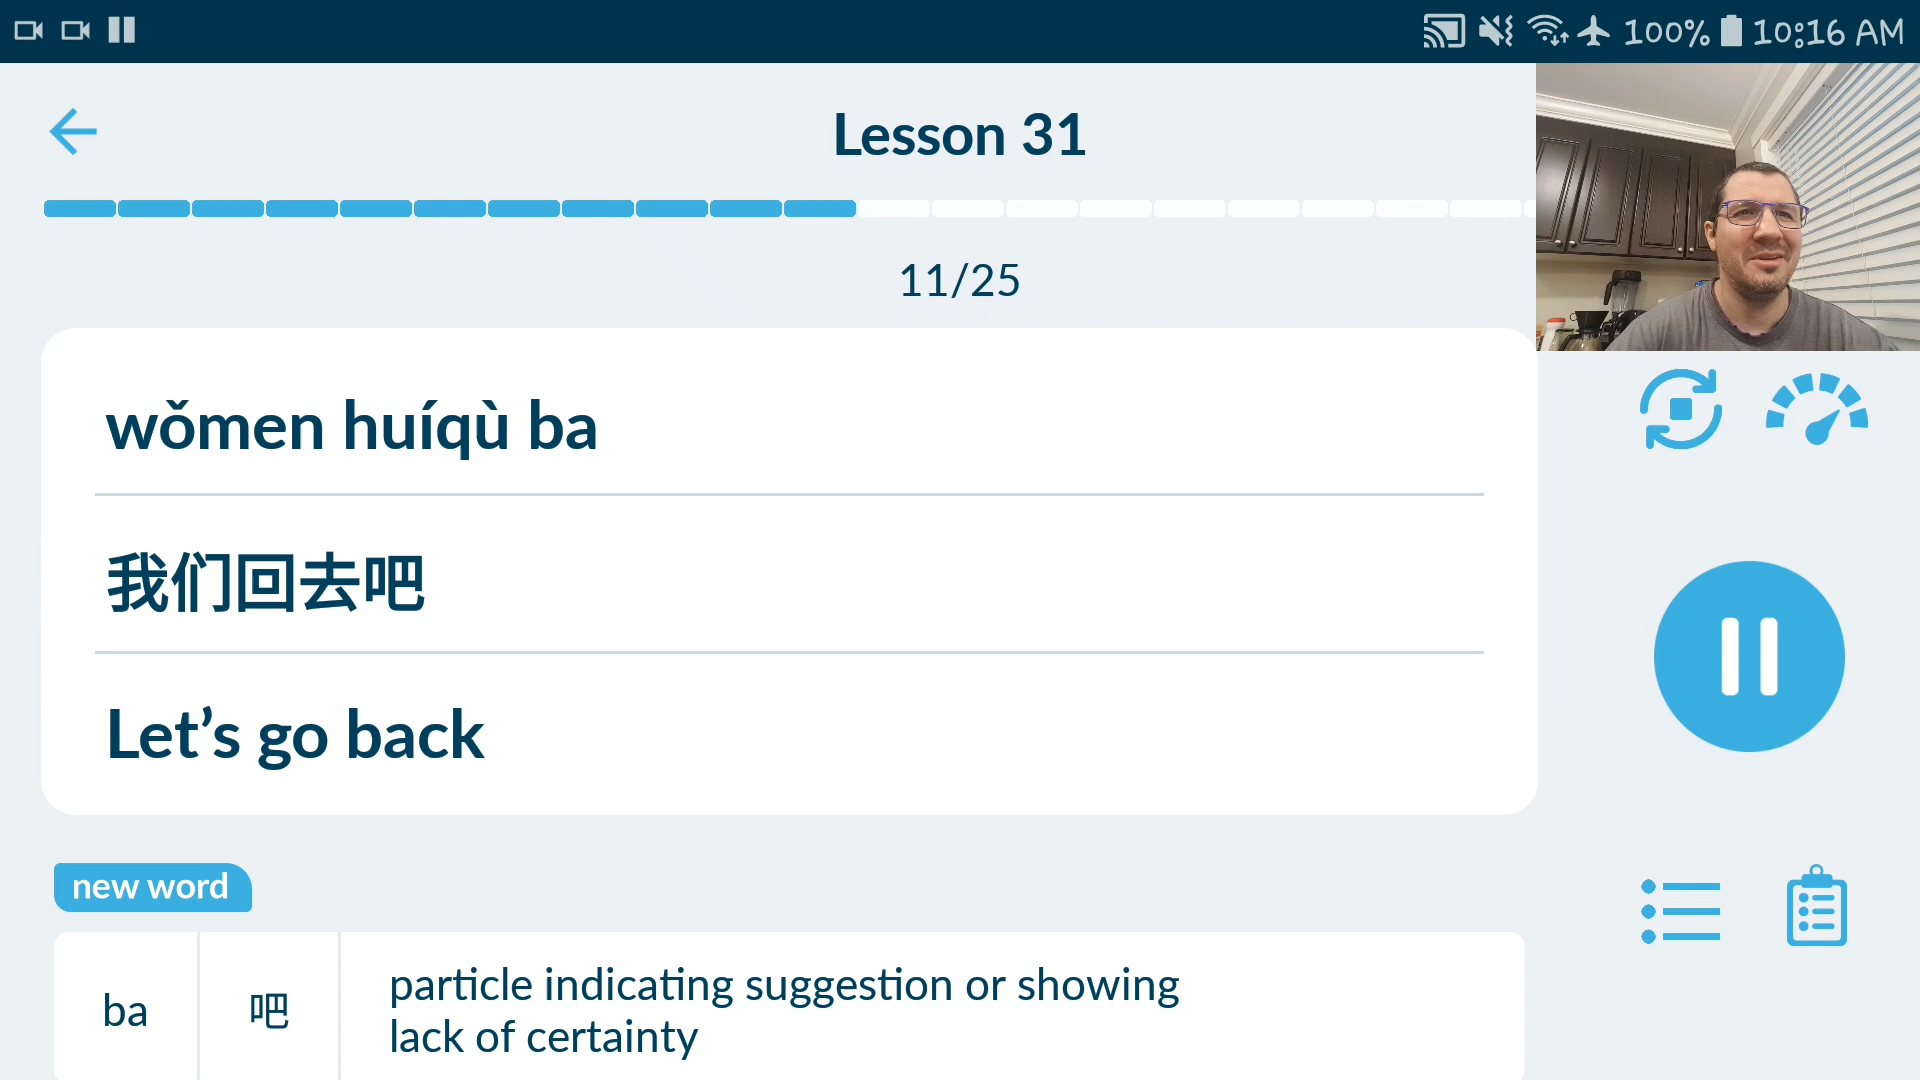 100% 10:16 AM
Lesson 31
11/25
wǒmen huíqù ba
我们回去吧
Let’s go back
new word
ba 吧 particle indicating suggestion or showing
lack of certainty